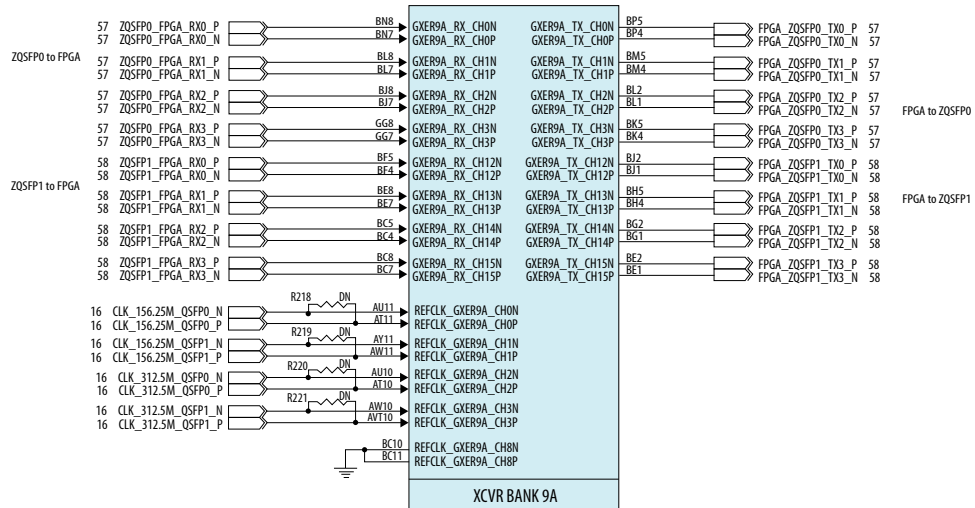 57 ZQSFP0_FPGA_RX0_P BN8 GXER9A_RX_CH0N GXER9A_TX_CH0N BP5 FPGA_ZQSFP0_TX0_P 57
57 ZQSFP0_FPGA_RX0_N BN7 GXER9A_RX_CH0P GXER9A_TX_CH0P BP4 FPGA_ZQSFP0_TX0_N 57
ZQSFP0 to FPGA
57 ZQSFP0_FPGA_RX1_P BL8 GXER9A_RX_CH1N GXER9A_TX_CH1N BM5 FPGA_ZQSFP0_TX1_P 57
57 ZQSFP0_FPGA_RX1_N BL7 GXER9A_RX_CH1P GXER9A_TX_CH1P BM4 FPGA_ZQSFP0_TX1_N 57
57 ZQSFP0_FPGA_RX2_P BJ8 GXER9A_RX_CH2N GXER9A_TX_CH2N BL2 FPGA_ZQSFP0_TX2_P 57
57 ZQSFP0_FPGA_RX2_N BJ7 GXER9A_RX_CH2P GXER9A_TX_CH2P BL1 FPGA_ZQSFP0_TX2_N 57
FPGA to ZQSFP0
57 ZQSFP0_FPGA_RX3_P GG8 GXER9A_RX_CH3N GXER9A_TX_CH3N BK5 FPGA_ZQSFP0_TX3_P 57
57 ZQSFP0_FPGA_RX3_N GG7 GXER9A_RX_CH3P GXER9A_TX_CH3P BK4 FPGA_ZQSFP0_TX3_N 57
58 ZQSFP1_FPGA_RX0_P BF5 GXER9A_RX_CH12N GXER9A_TX_CH12N BJ2 FPGA_ZQSFP1_TX0_P 58
58 ZQSFP1_FPGA_RX0_N BF4 GXER9A_RX_CH12P GXER9A_TX_CH12P BJ1 FPGA_ZQSFP1_TX0_N 58
ZQSFP1 to FPGA
58 ZQSFP1_FPGA_RX1_P BE8 GXER9A_RX_CH13N GXER9A_TX_CH13N BH5 FPGA_ZQSFP1_TX1_P 58
58 ZQSFP1_FPGA_RX1_N BE7 GXER9A_RX_CH13P GXER9A_TX_CH13P BH4 FPGA_ZQSFP1_TX1_N 58
FPGA to ZQSFP1
58 ZQSFP1_FPGA_RX2_P BC5 GXER9A_RX_CH14N GXER9A_TX_CH14N BG2 FPGA_ZQSFP1_TX2_P 58
58 ZQSFP1_FPGA_RX2_N BC4 GXER9A_RX_CH14P GXER9A_TX_CH14P BG1 FPGA_ZQSFP1_TX2_N 58
58 ZQSFP1_FPGA_RX3_P BC8 GXER9A_RX_CH15N GXER9A_TX_CH15N BE2 FPGA_ZQSFP1_TX3_P 58
58 ZQSFP1_FPGA_RX3_N BC7 GXER9A_RX_CH15P GXER9A_TX_CH15P BE1 FPGA_ZQSFP1_TX3_N 58
R218 DN
16 CLK_156.25M_QSFP0_N AU11 REFCLK_GXER9A_CH0N
16 CLK_156.25M_QSFP0_P AT11 REFCLK_GXER9A_CH0P
R219 DN
16 CLK_156.25M_QSFP1_N AY11 REFCLK_GXER9A_CH1N
16 CLK_156.25M_QSFP1_P AW11 REFCLK_GXER9A_CH1P
R220 DN
16 CLK_312.5M_QSFP0_N AU10 REFCLK_GXER9A_CH2N
16 CLK_312.5M_QSFP0_P AT10 REFCLK_GXER9A_CH2P
R221 DN
16 CLK_312.5M_QSFP1_N AW10 REFCLK_GXER9A_CH3N
16 CLK_312.5M_QSFP1_P AVT10 REFCLK_GXER9A_CH3P
BC10 REFCLK_GXER9A_CH8N
BC11 REFCLK_GXER9A_CH8P
XCVR BANK 9A